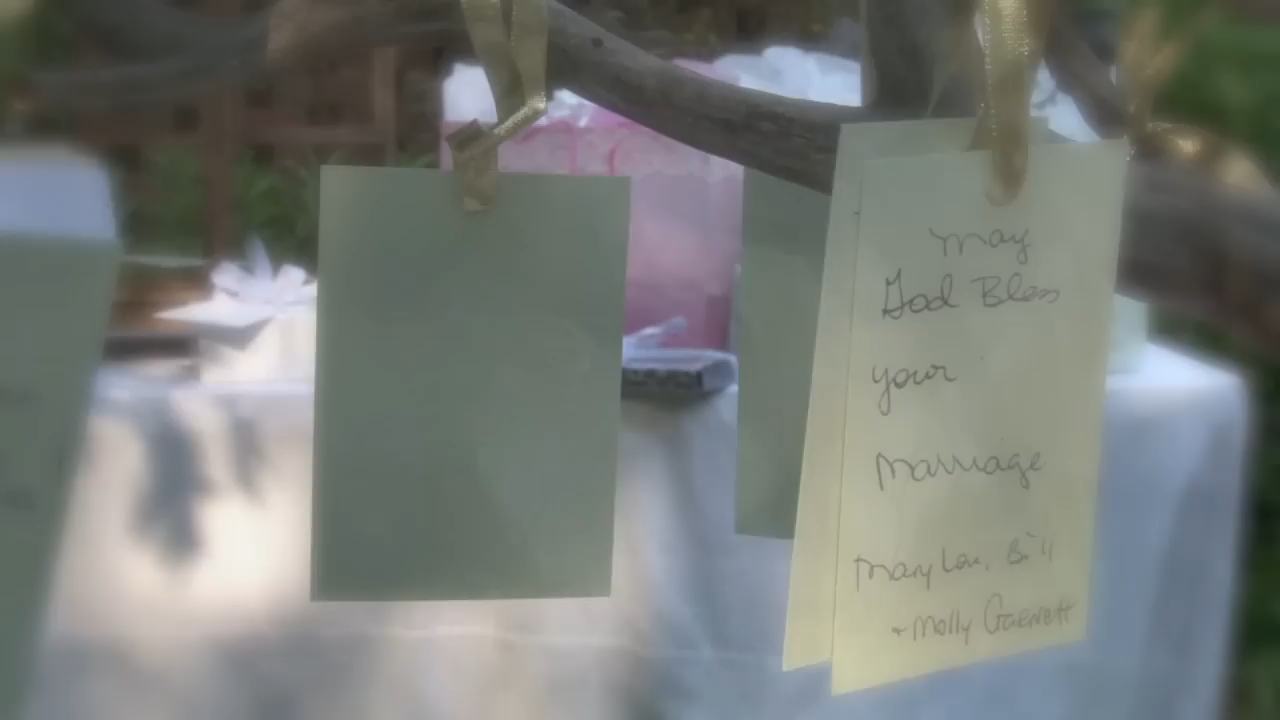 May
God Bless
your
Marriage
Mary Lou, Bill
+ Molly Garrett